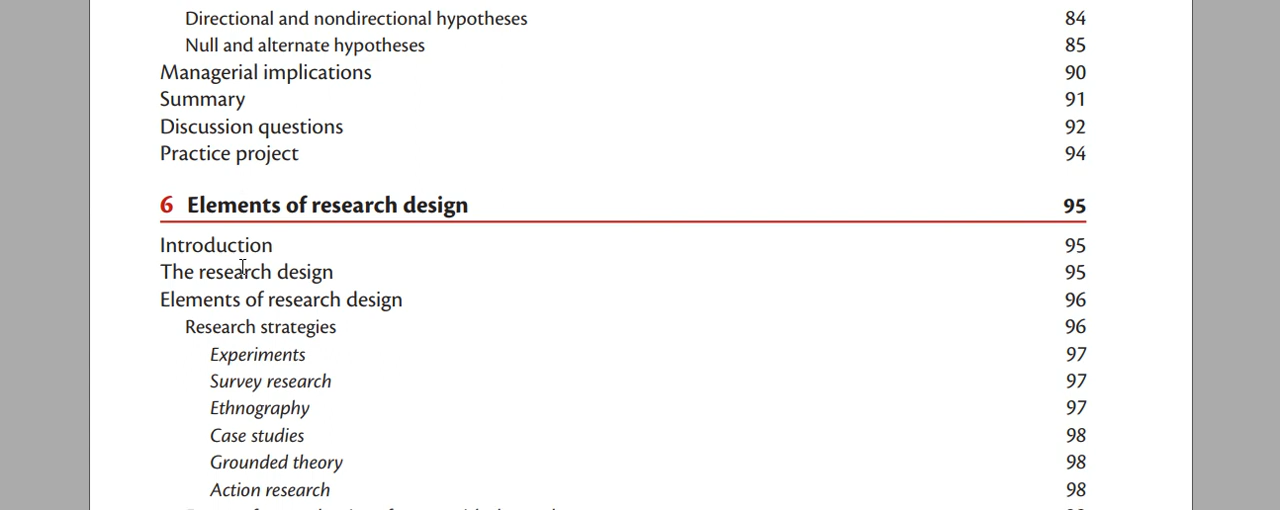 Directional and nondirectional hypotheses 84
Null and alternate hypotheses 85
Managerial implications 90
Summary 91
Discussion questions 92
Practice project 94
6 Elements of research design 95
Introduction 95
The research design 95
Elements of research design 96
Research strategies 96
Experiments 97
Survey research 97
Ethnography 97
Case studies 98
Grounded theory 98
Action research 98